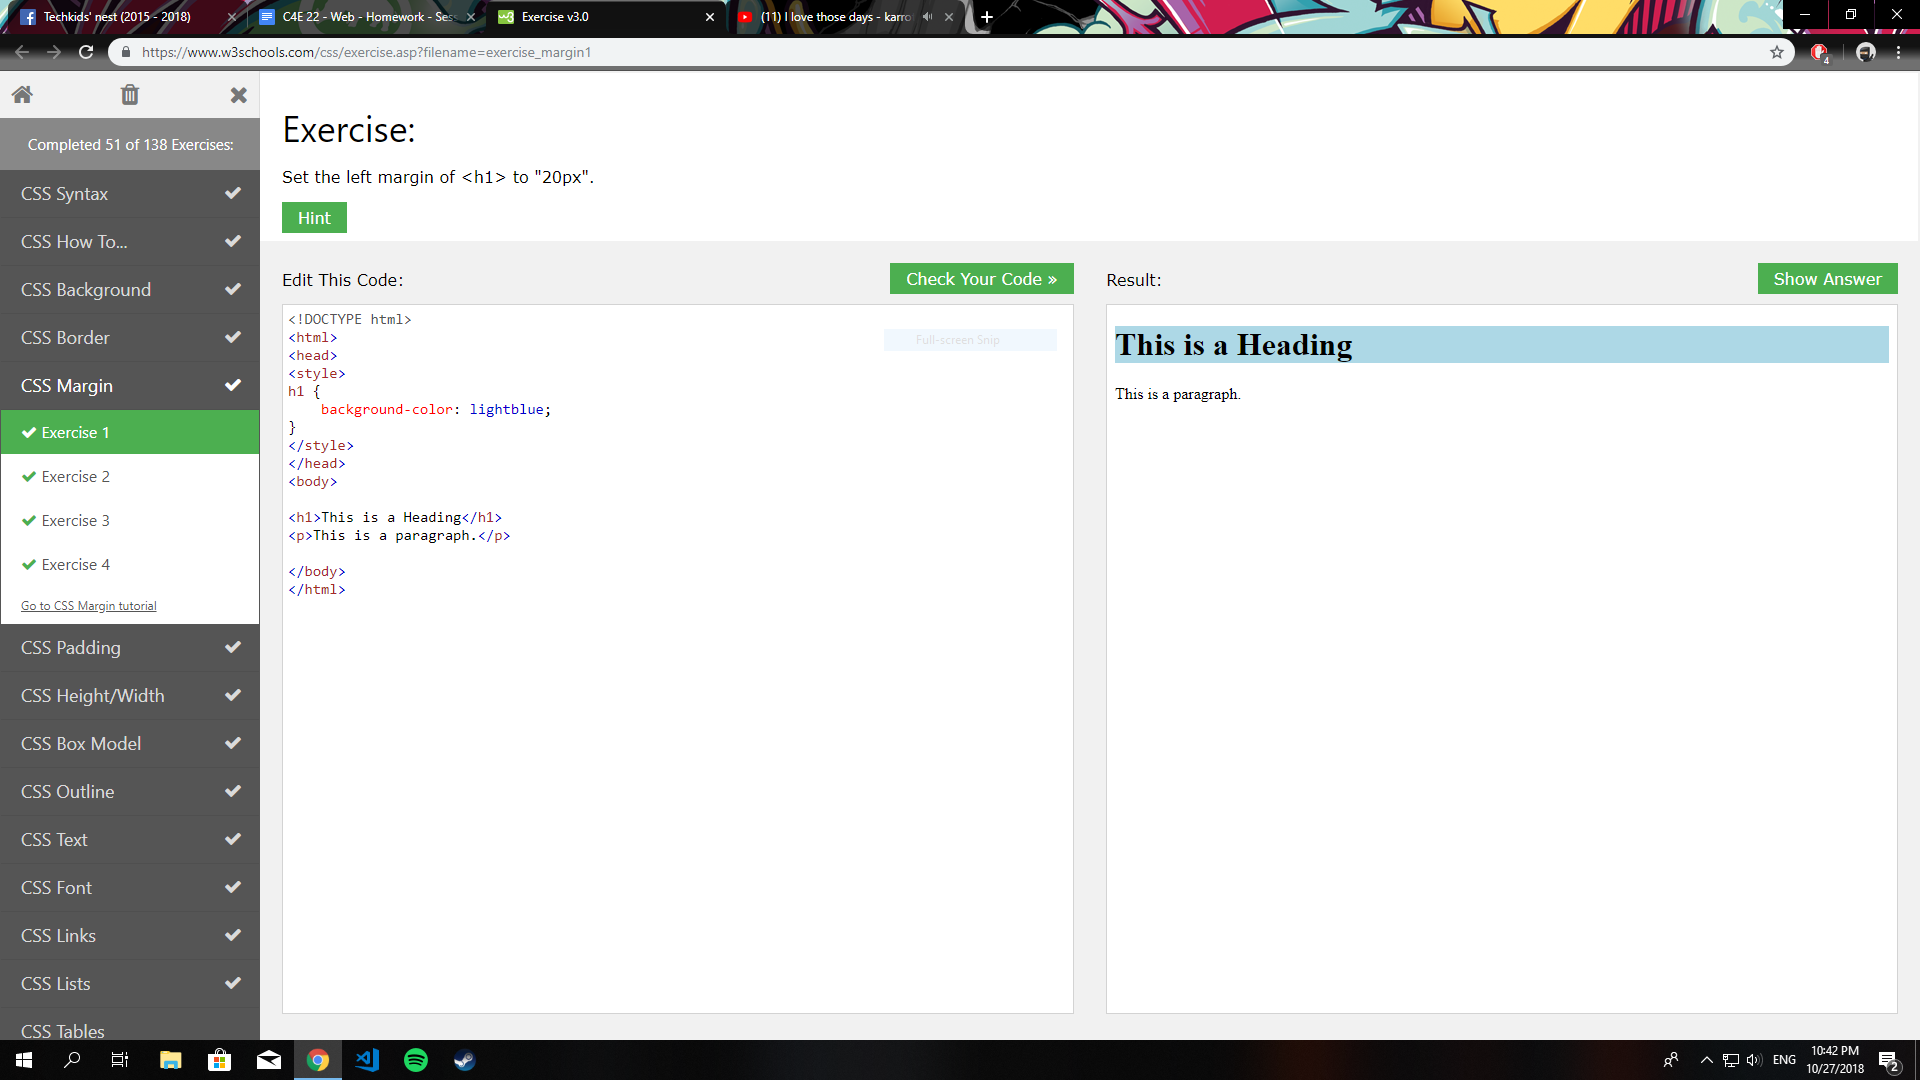 Techkids' nest (2015 - 2018)
C4E 22 - Web - Homework - Ses
Exercise v3.0
(11) I love those days - karro
https://www.w3schools.com/css/exercise.asp?filename=exercise_margin1
4
Completed 51 of 138 Exercises:
CSS Syntax
CSS How To...
CSS Background
CSS Border
CSS Margin
Exercise 1
Exercise 2
Exercise 3
Exercise 4
Go to CSS Margin tutorial
CSS Padding
CSS Height/Width
CSS Box Model
CSS Outline
CSS Text
CSS Font
CSS Links
CSS Lists
CSS Tables
Exercise:
Set the left margin of <h1> to "20px".
Hint
Edit This Code:
Check Your Code »
<!DOCTYPE html>
<html>
<head>
<style>
h1 {
    background-color: lightblue;
}
</style>
</head>
<body>
<h1>This is a Heading</h1>
<p>This is a paragraph.</p>
</body>
</html>
Full-screen Snip
Result:
Show Answer
This is a Heading
This is a paragraph.
ENG
10:42 PM
10/27/2018
2